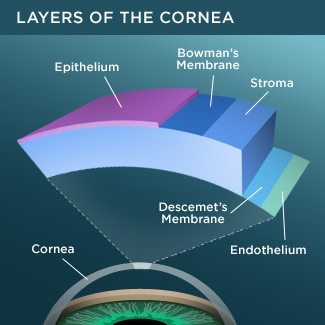 LAYERS OF THE CORNEA
Bowman's
Membrane
Epithelium
Stroma
Descemet's
Membrane
Cornea
Endothelium